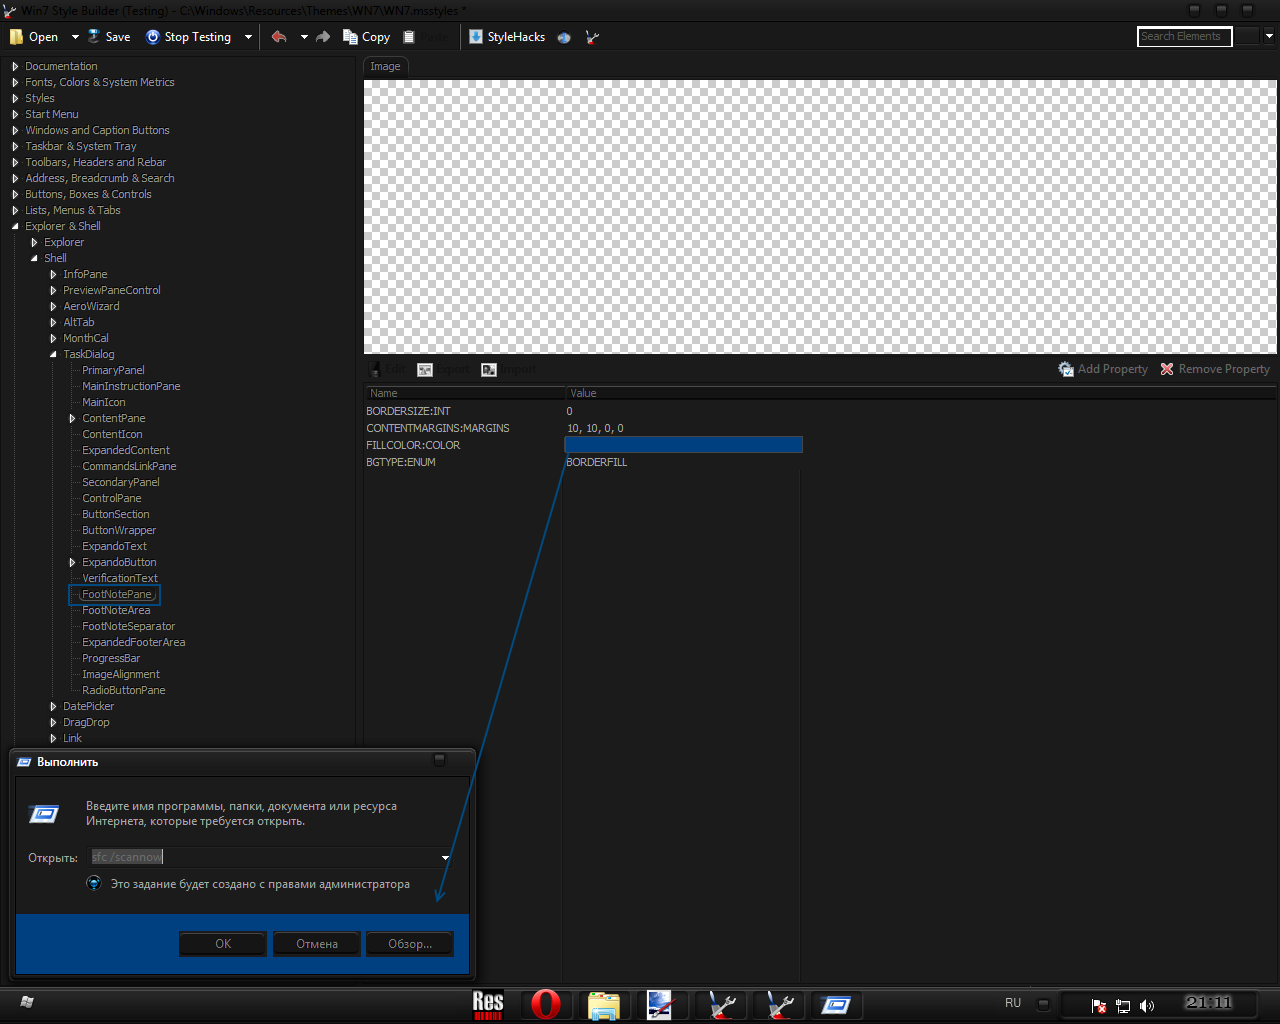 Win7 Style Builder (Testing) - C:\Windows\Resources\Themes\WN7\WN7.msstyles *
Open Save Stop Testing Copy Paste StyleHacks Search Elements
Documentation
Fonts, Colors & System Metrics
Styles
Start Menu
Windows and Caption Buttons
Taskbar & System Tray
Toolbars, Headers and Rebar
Address, Breadcrumb & Search
Buttons, Boxes & Controls
Lists, Menus & Tabs
Explorer & Shell
Explorer
Shell
InfoPane
PreviewPaneControl
AeroWizard
AltTab
MonthCal
TaskDialog
PrimaryPanel
MainInstructionPane
MainIcon
ContentPane
ContentIcon
ExpandedContent
CommandsLinkPane
SecondaryPanel
ControlPane
ButtonSection
ButtonWrapper
ExpandoText
ExpandoButton
VerificationText
FootNotePane
FootNoteArea
FootNoteSeparator
ExpandedFooterArea
ProgressBar
ImageAlignment
RadioButtonPane
DatePicker
DragDrop
Link
Image
Edit Export Import Add Property Remove Property
Name Value
BORDERSIZE:INT 0
CONTENTMARGINS:MARGINS 10, 10, 0, 0
FILLCOLOR:COLOR
BGTYPE:ENUM BORDERFILL
Выполнить
Введите имя программы, папки, документа или ресурса
Интернета, которые требуется открыть.
Открыть: sfc /scannow
Это задание будет создано с правами администратора
OK Отмена Обзор...
Res RU 21:11